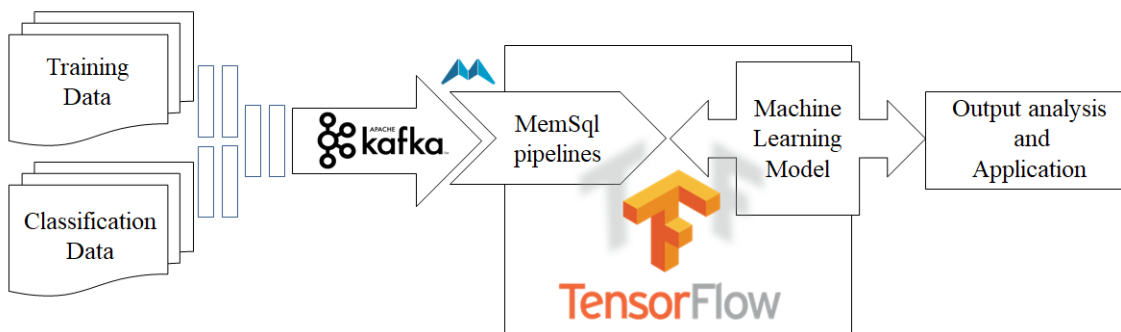 Training
Data
Classification
Data
APACHE
kafka
MemSql
pipelines
Machine
Learning
Model
Output analysis
and
Application
TensorFlow